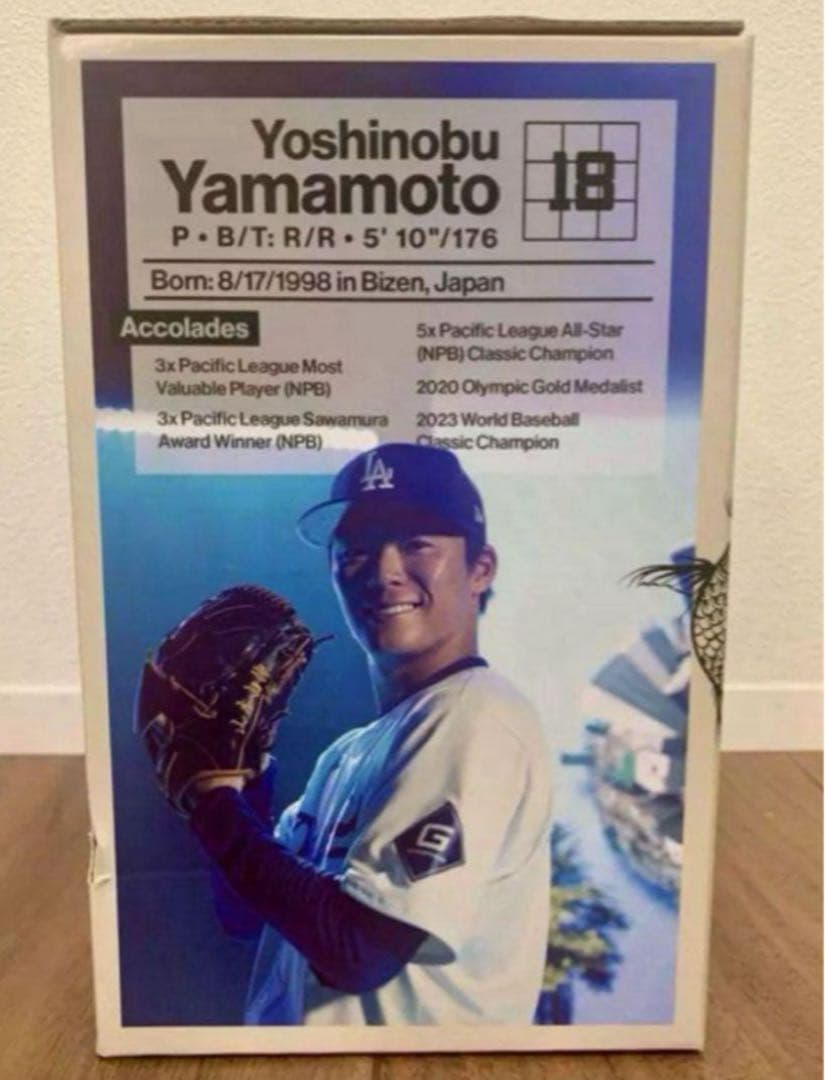 Yoshinobu
Yamamoto
18
P • B/T: R/R • 5' 10"/176
Born: 8/17/1998 in Bizen, Japan
Accolades
3x Pacific League Most
Valuable Player (NPB)
3x Pacific League Sawamura
Award Winner (NPB)
5x Pacific League All-Star
(NPB) Classic Champion
2020 Olympic Gold Medalist
2023 World Baseball
Classic Champion
LA
G